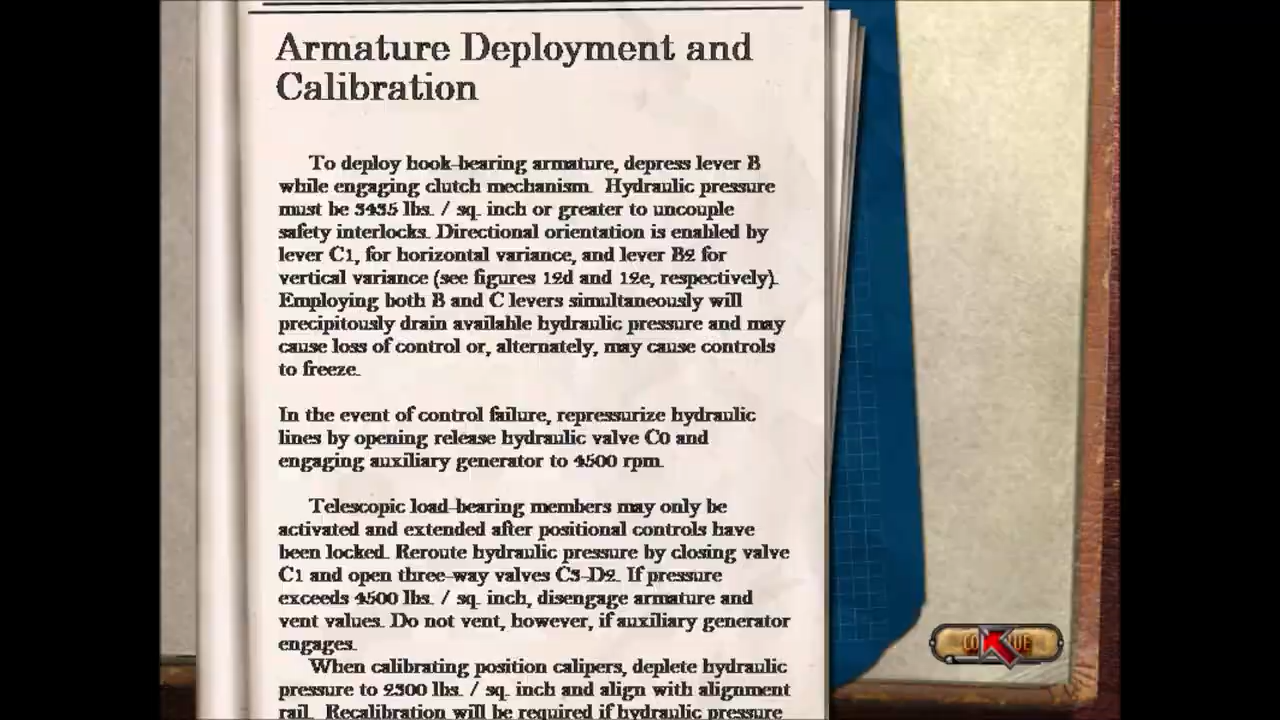 Armature Deployment and
Calibration
To deploy hook-bearing armature, depress lever B
while engaging clutch mechanism. Hydraulic pressure
must be 3435 lbs. / sq. inch or greater to uncouple
safety interlocks. Directional orientation is enabled by
lever C1, for horizontal variance, and lever B2 for
vertical variance (see figures 12d and 12e, respectively).
Employing both B and C levers simultaneously will
precipitously drain available hydraulic pressure and may
cause loss of control or, alternately, may cause controls
to freeze.
In the event of control failure, repressurize hydraulic
lines by opening release hydraulic valve C0 and
engaging auxiliary generator to 4500 rpm.
Telescopic load-bearing members may only be
activated and extended after positional controls have
been locked. Reroute hydraulic pressure by closing valve
C1 and open three-way valves C3-D2. If pressure
exceeds 4500 lbs. / sq. inch, disengage armature and
vent values. Do not vent, however, if auxiliary generator
engages.
When calibrating position calipers, deplete hydraulic
pressure to 2300 lbs. / sq. inch and align with alignment
rail. Recalibration will be required if hydraulic pressure